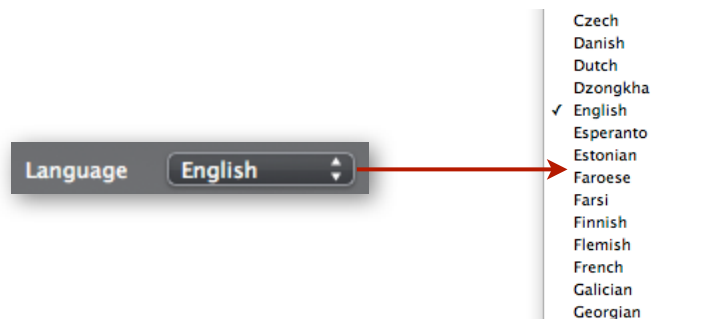 Language English
Czech
Danish
Dutch
Dzongkha
✓ English
Esperanto
Estonian
Faroese
Farsi
Finnish
Flemish
French
Galician
Georgian